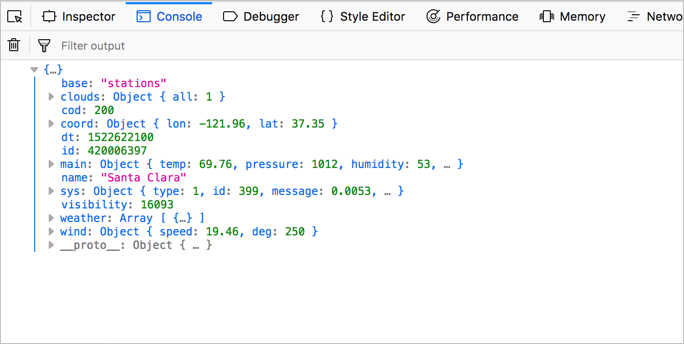 Inspector Console Debugger {} Style Editor Performance Memory Netwo
Filter output
{…}
base: "stations"
clouds: Object { all: 1 }
cod: 200
coord: Object { lon: -121.96, lat: 37.35 }
dt: 1522622100
id: 420006397
main: Object { temp: 69.76, pressure: 1012, humidity: 53, … }
name: "Santa Clara"
sys: Object { type: 1, id: 399, message: 0.0053, … }
visibility: 16093
weather: Array [ {…} ]
wind: Object { speed: 19.46, deg: 250 }
__proto__: Object { … }